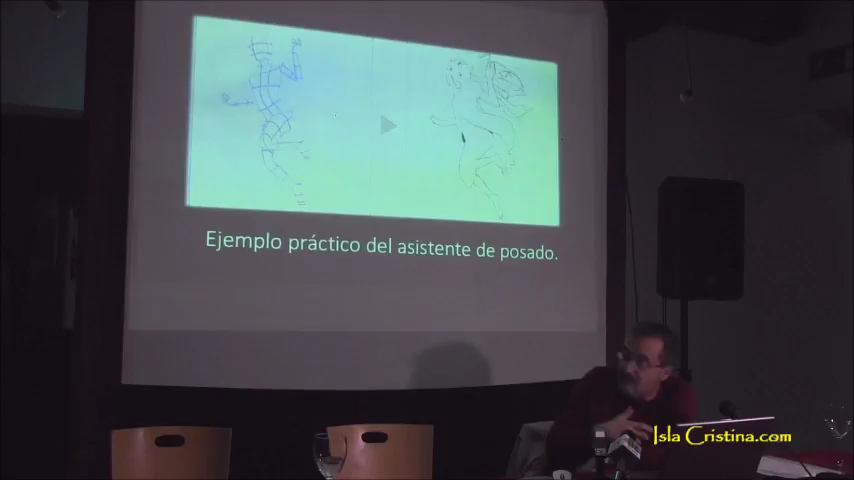 Ejemplo práctico del asistente de posado.
Isla Cristina.com